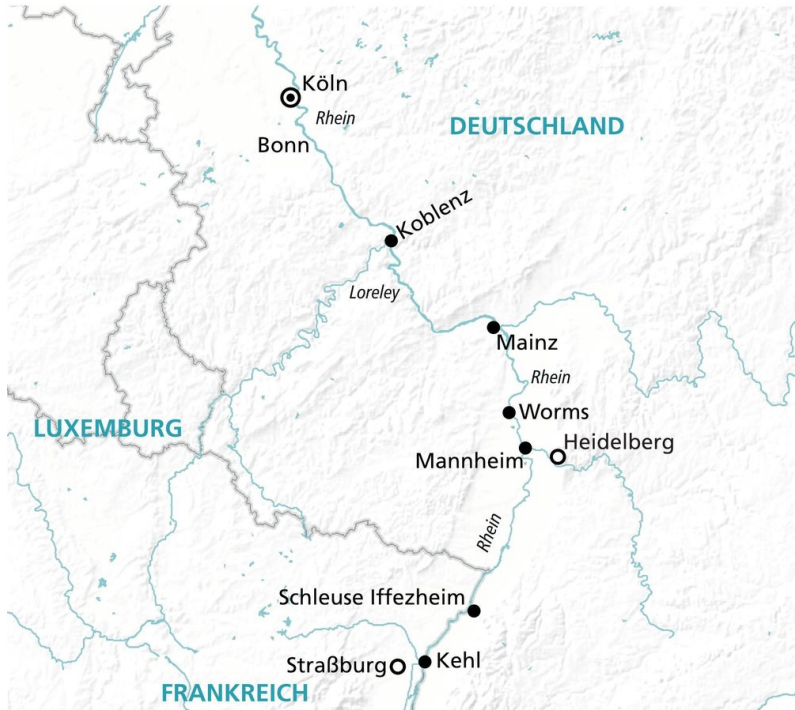 Köln
Rhein
DEUTSCHLAND
Bonn
Koblenz
Loreley
Mainz
Rhein
Worms
LUXEMBURG
Heidelberg
Mannheim
Rhein
Schleuse Iffezheim
Straßburg
Kehl
FRANKREICH